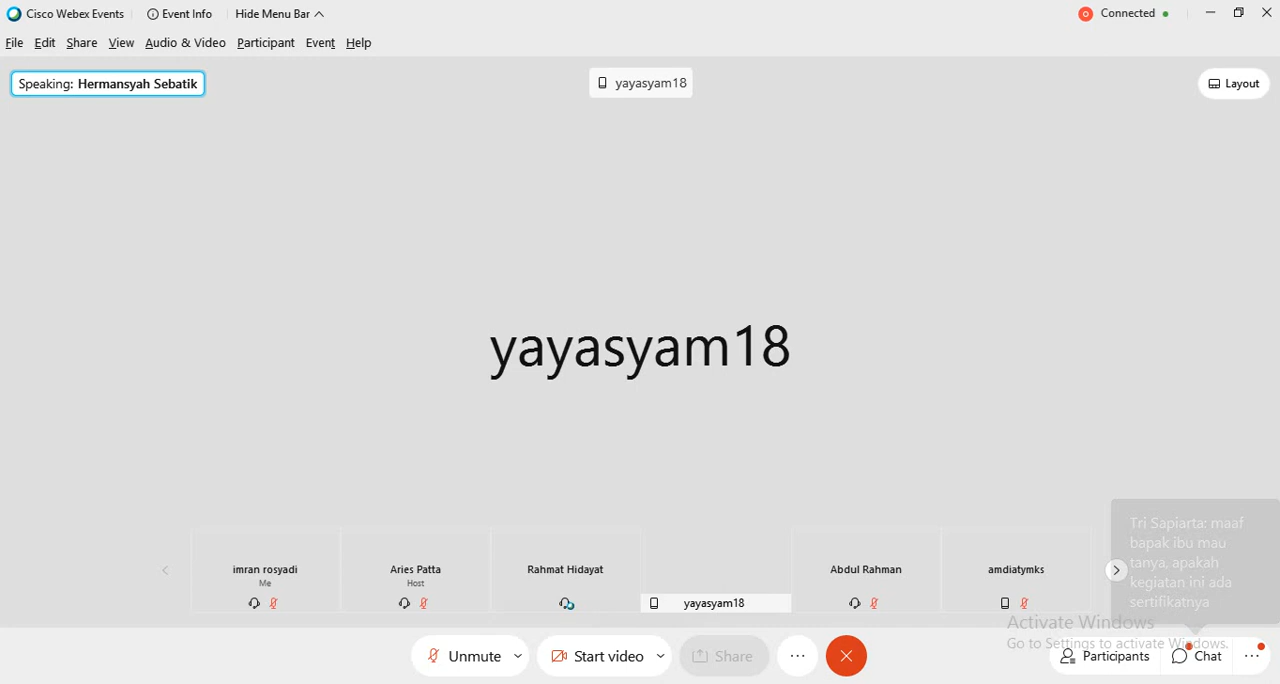 Cisco Webex Events Event Info Hide Menu Bar Connected
File Edit Share View Audio & Video Participant Event Help
Speaking: Hermansyah Sebatik
yayasyam18
Layout
yayasyam18
imran rosyadi
Me
Aries Patta
Host
Rahmat Hidayat
yayasyam18
Abdul Rahman
amdiatymks
Tri Sapiarta: maaf
bapak ibu mau
tanya, apakah
kegiatan ini ada
sertifikatnya
Activate Windows
Go to Settings to activate Windows.
Unmute Start video Share Participants Chat